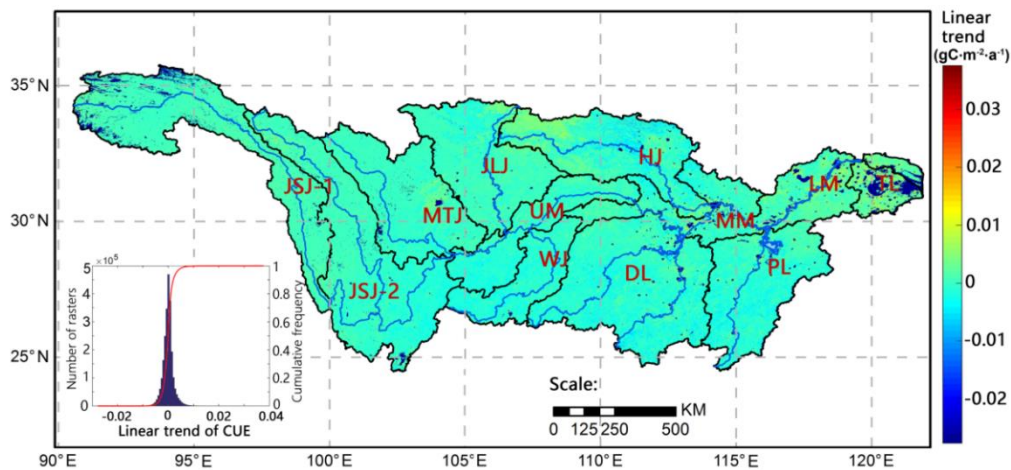 Linear
trend
(gC·m⁻²·a⁻¹)
35°N
30°N
25°N
0.03
0.02
0.01
0
-0.01
-0.02
JSJ-1
MTJ
JLJ
HJ
UM
WJ
JSJ-2
DL
MM
PL
LM
TL
×10⁵
5
4
3
2
1
0
Number of rasters
1
0.8
0.6
0.4
0.2
0
Cumulative frequency
-0.02 0 0.02 0.04
Linear trend of CUE
Scale:
KM
0 125 250 500
90°E 95°E 100°E 105°E 110°E 115°E 120°E